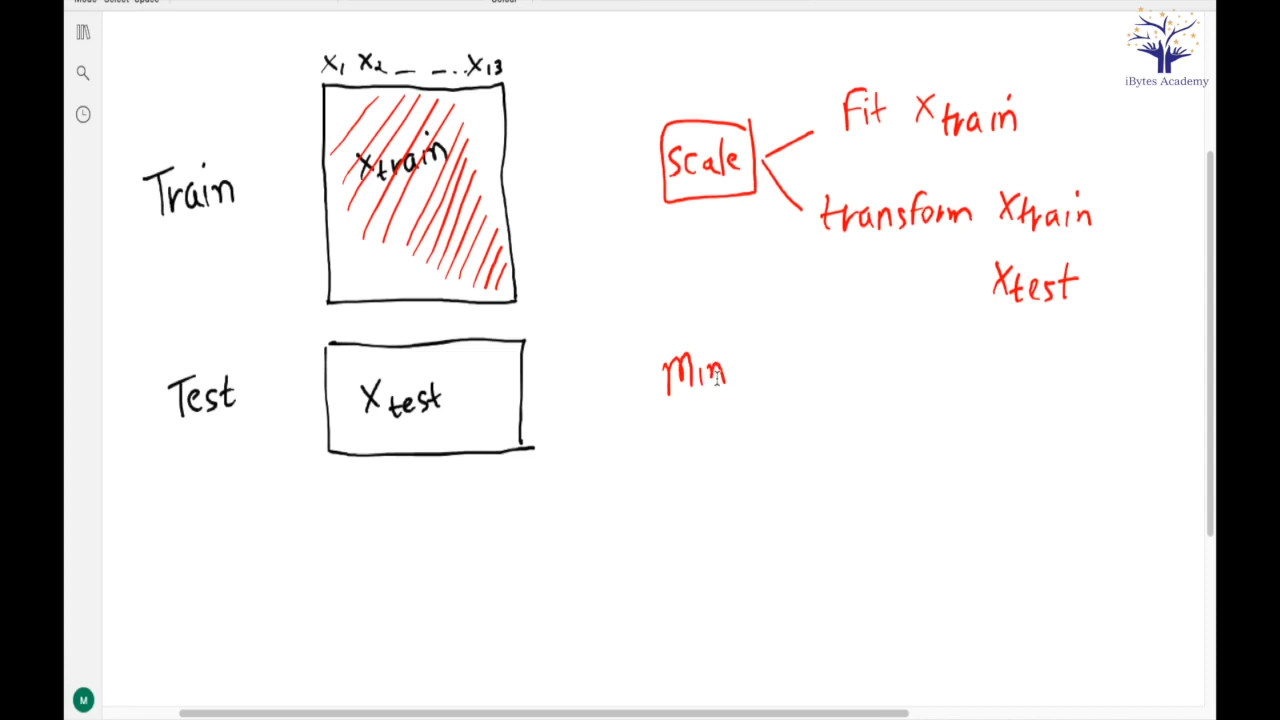 x1 x2 _ _ .. x13
iBytes Academy
Train
xtrain
Scale
Fit xtrain
transform xtrain
xtest
Test
xtest
Min
M